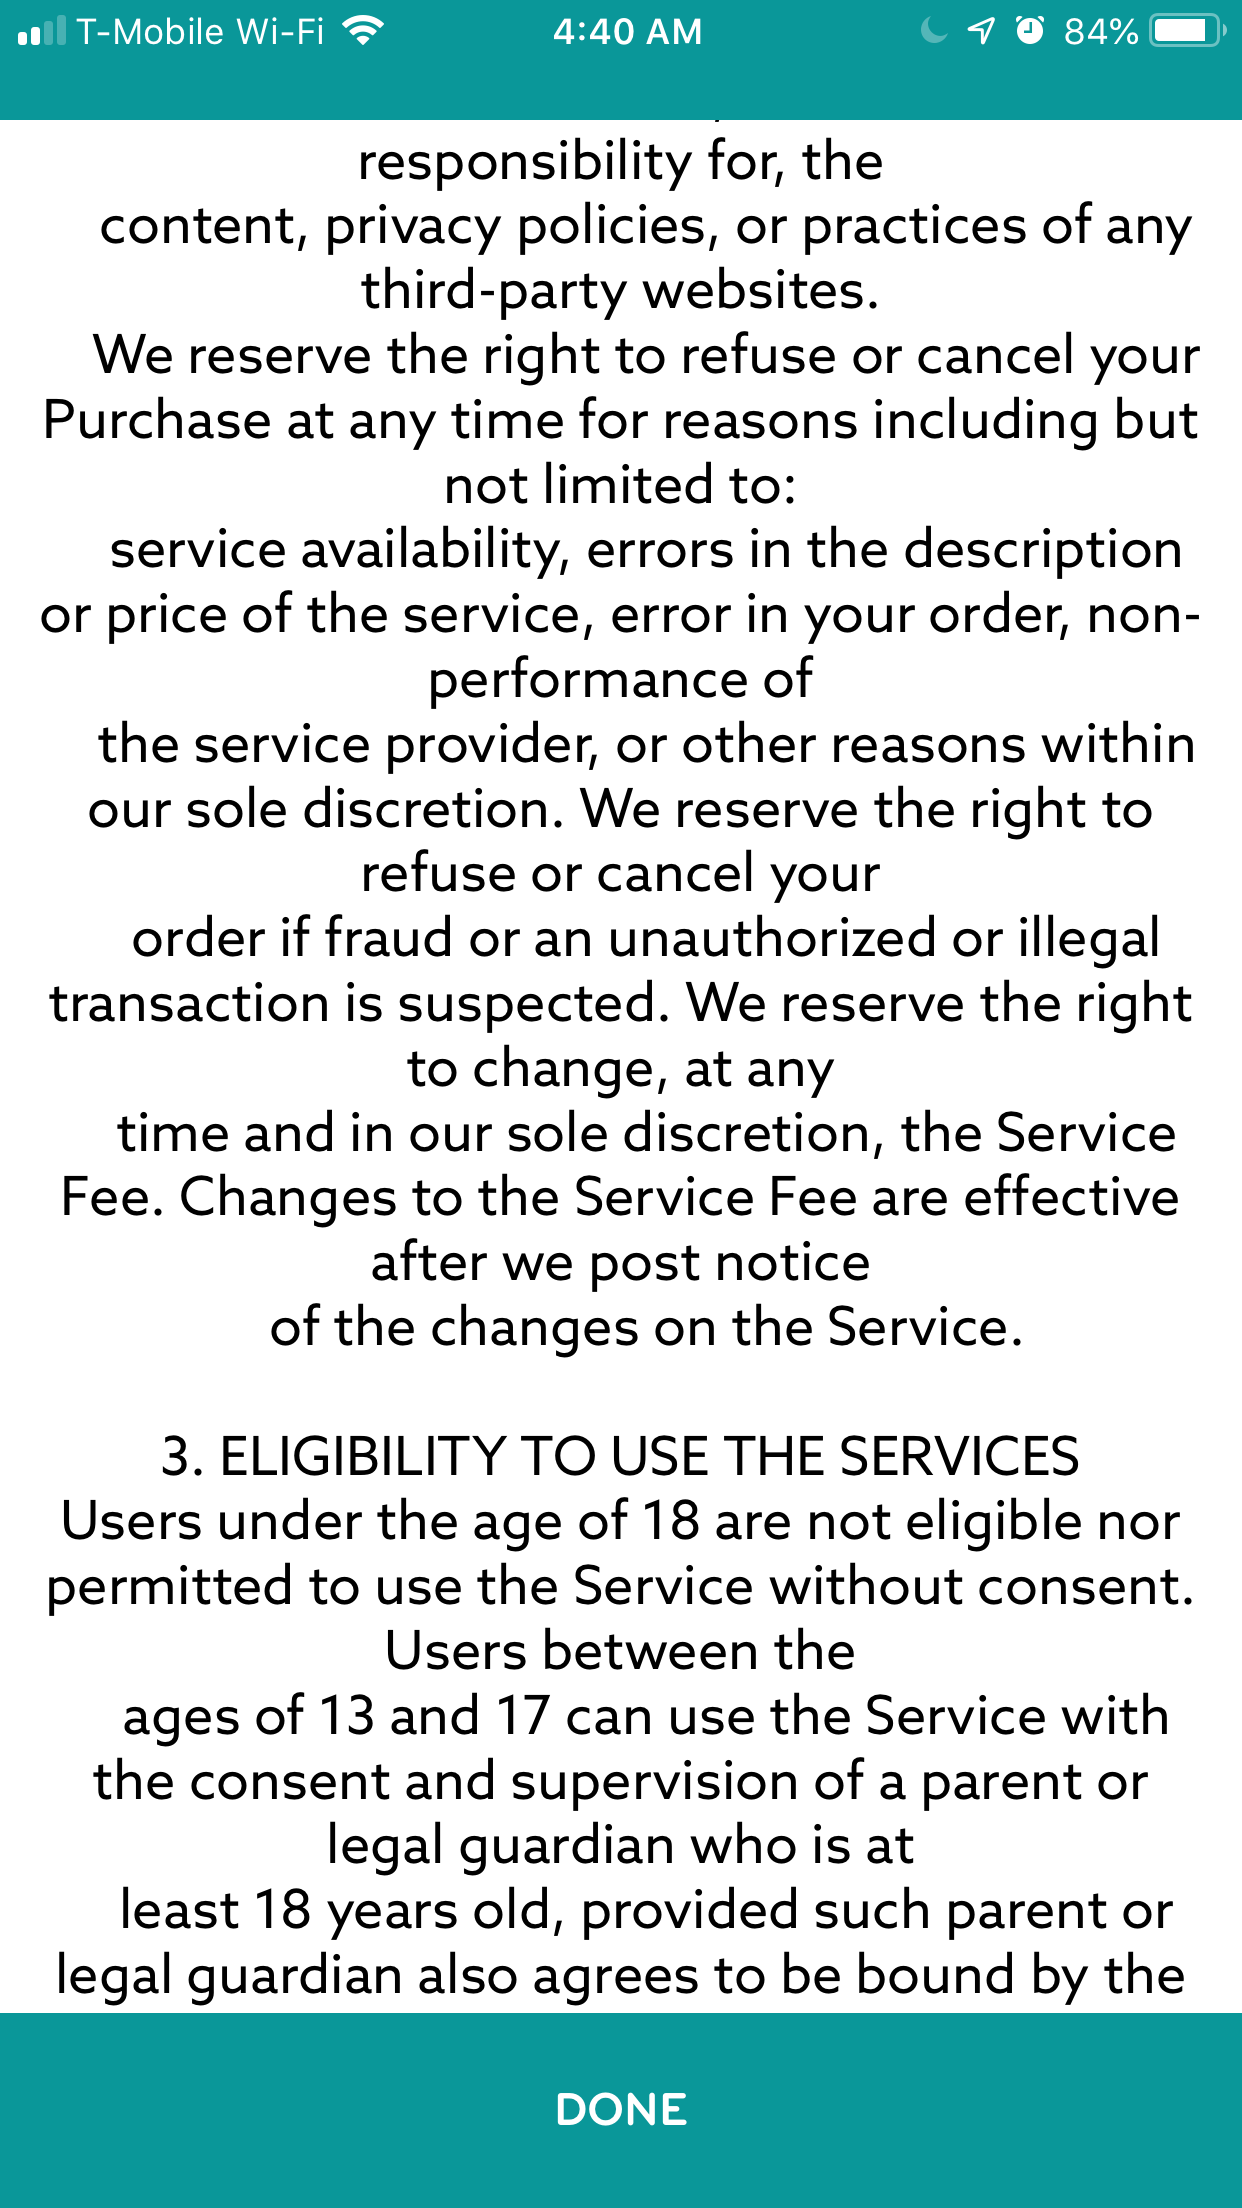 T-Mobile Wi-Fi 4:40 AM 84%
responsibility for, the
content, privacy policies, or practices of any
third-party websites.
We reserve the right to refuse or cancel your
Purchase at any time for reasons including but
not limited to:
service availability, errors in the description
or price of the service, error in your order, non-
performance of
the service provider, or other reasons within
our sole discretion. We reserve the right to
refuse or cancel your
order if fraud or an unauthorized or illegal
transaction is suspected. We reserve the right
to change, at any
time and in our sole discretion, the Service
Fee. Changes to the Service Fee are effective
after we post notice
of the changes on the Service.
3. ELIGIBILITY TO USE THE SERVICES
Users under the age of 18 are not eligible nor
permitted to use the Service without consent.
Users between the
ages of 13 and 17 can use the Service with
the consent and supervision of a parent or
legal guardian who is at
least 18 years old, provided such parent or
legal guardian also agrees to be bound by the
DONE